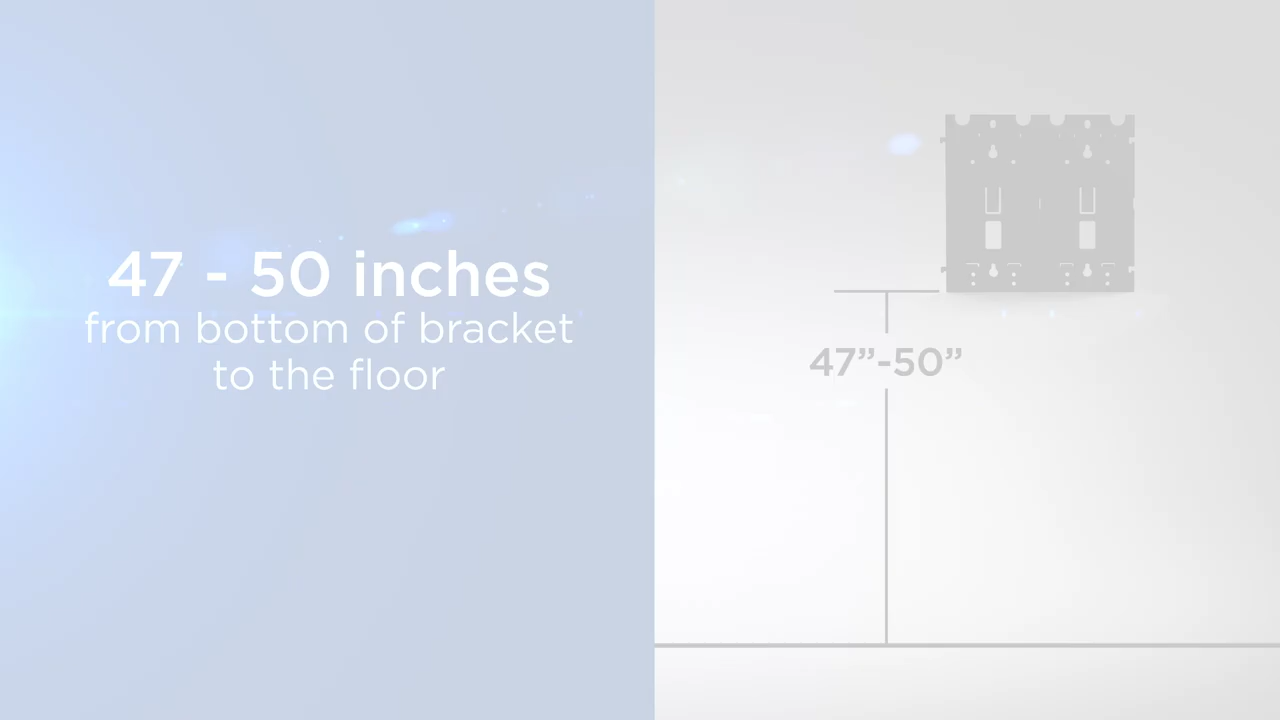 47 - 50 inches
from bottom of bracket
to the floor
47”-50”